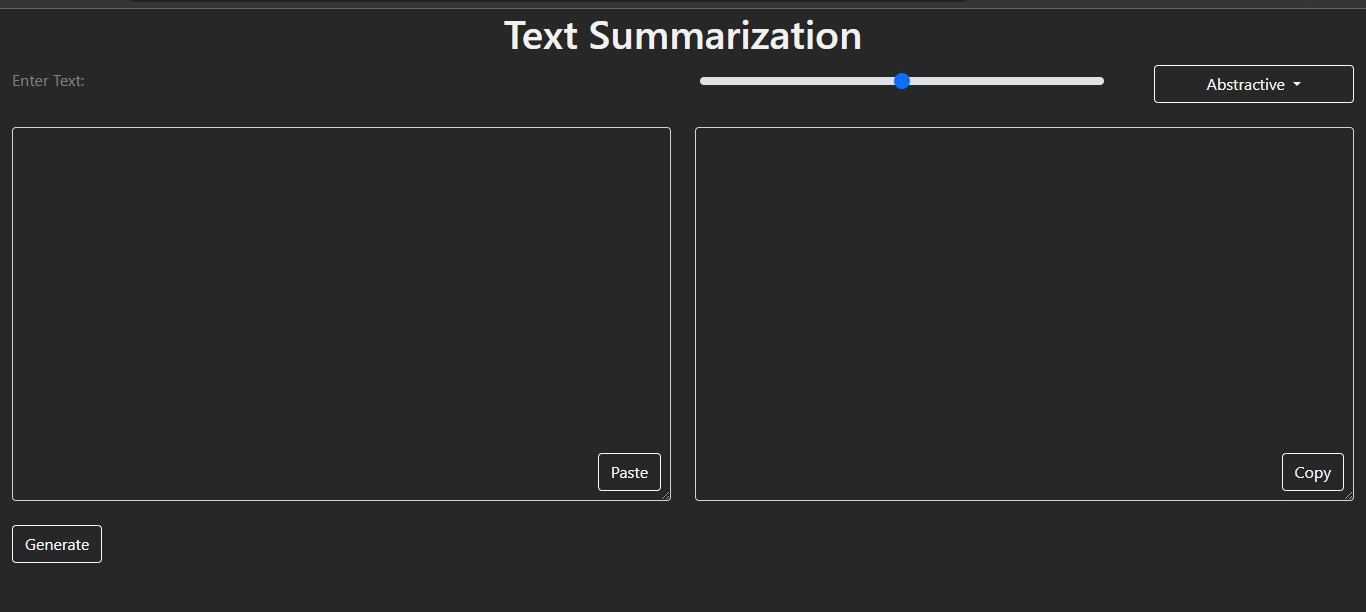 Text Summarization
Enter Text:
Abstractive
Paste
Copy
Generate